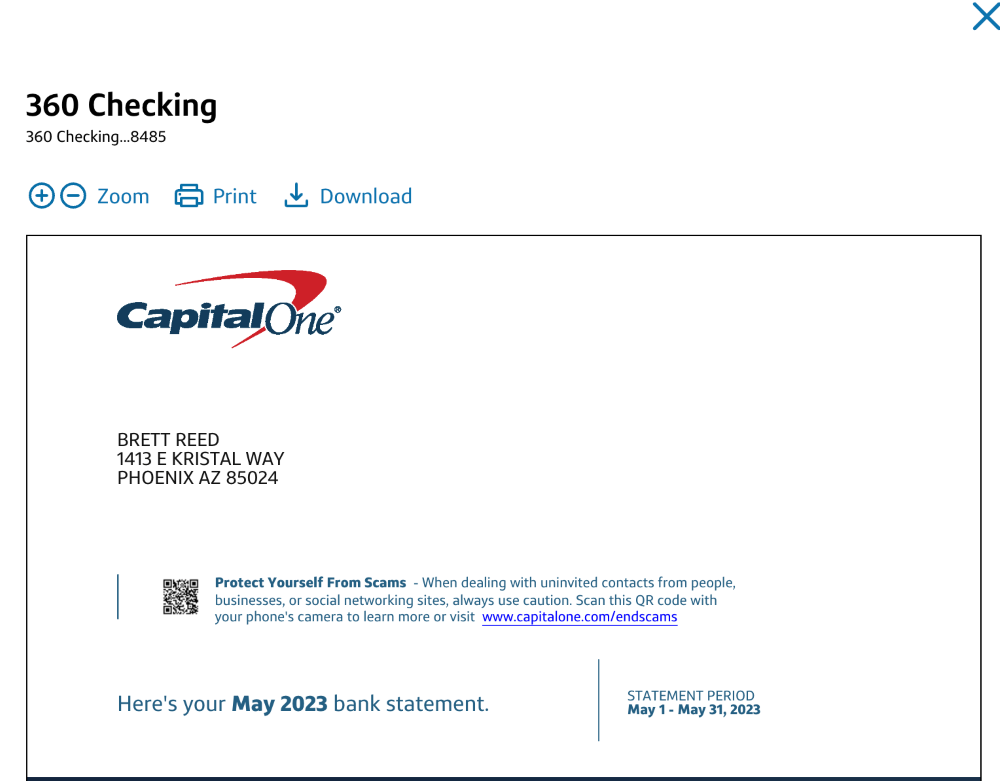 360 Checking
360 Checking...8485
Zoom Print Download
Capital One®
BRETT REED
1413 E KRISTAL WAY
PHOENIX AZ 85024
Protect Yourself From Scams - When dealing with uninvited contacts from people,
businesses, or social networking sites, always use caution. Scan this QR code with
your phone's camera to learn more or visit www.capitalone.com/endscams
Here's your May 2023 bank statement.
STATEMENT PERIOD
May 1 - May 31, 2023